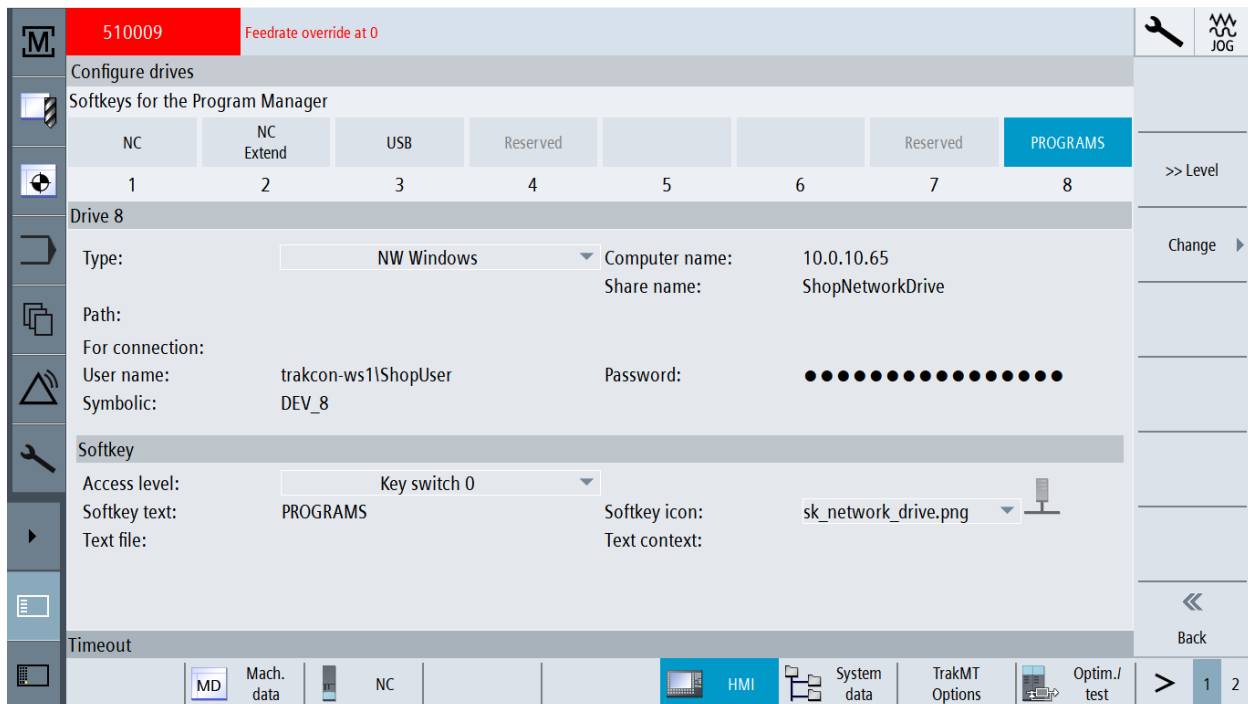 M
510009
Feedrate override at 0
JOG
Configure drives
Softkeys for the Program Manager
NC
NC Extend
USB
Reserved
Reserved
PROGRAMS
1 2 3 4 5 6 7 8
>> Level
Drive 8
Type: NW Windows Computer name: 10.0.10.65
Share name: ShopNetworkDrive
Change
Path:
For connection:
User name: trakcon-ws1\ShopUser Password: ●●●●●●●●●●●●●●●●
Symbolic: DEV_8
Softkey
Access level: Key switch 0
Softkey text: PROGRAMS Softkey icon: sk_network_drive.png
Text file: Text context:
Back
Timeout
MD
Mach. data
NC
HMI
System data
TrakMT Options
Optim./ test
> 1 2